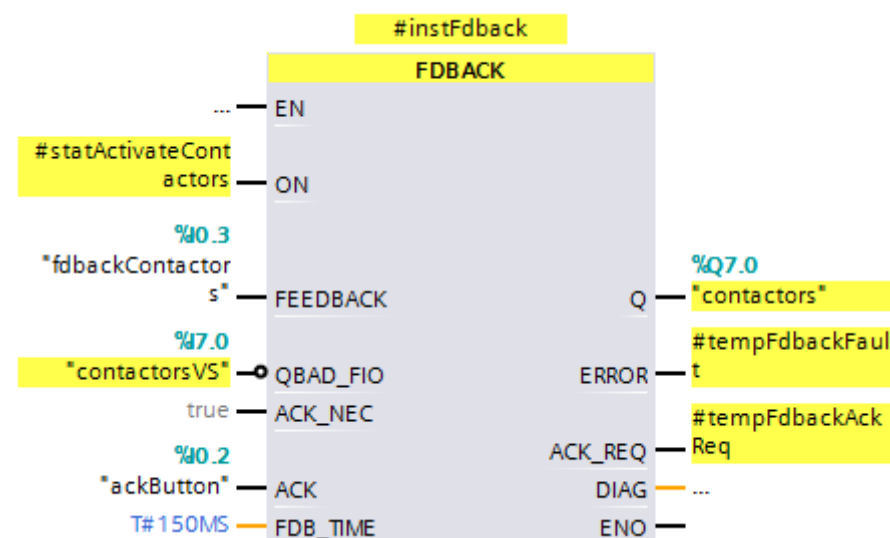 #instFdback
FDBACK
... EN
#statActivateCont
actors ON
%I0.3
"fdbackContactor
s" FEEDBACK
%Q7.0
Q "contactors"
%I7.0
"contactorsVS" QBAD_FIO
#tempFdbackFaul
ERROR t
true ACK_NEC
#tempFdbackAck
ACK_REQ Req
%I0.2
"ackButton" ACK
DIAG ...
T#150MS FDB_TIME
ENO